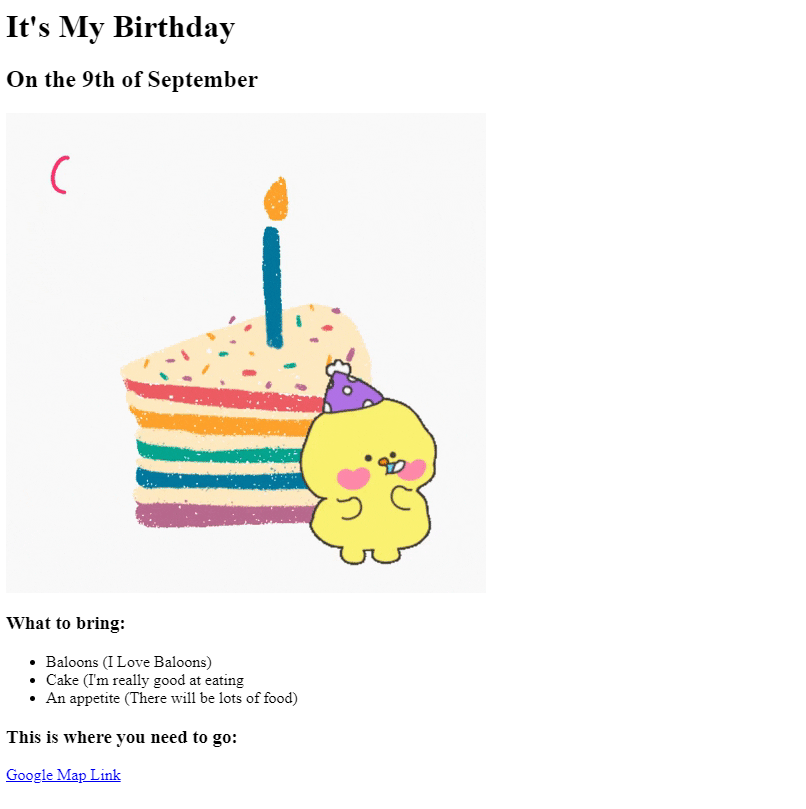 It's My Birthday
On the 9th of September
What to bring:
Baloons (I Love Baloons)
Cake (I'm really good at eating
An appetite (There will be lots of food)
This is where you need to go:
Google Map Link